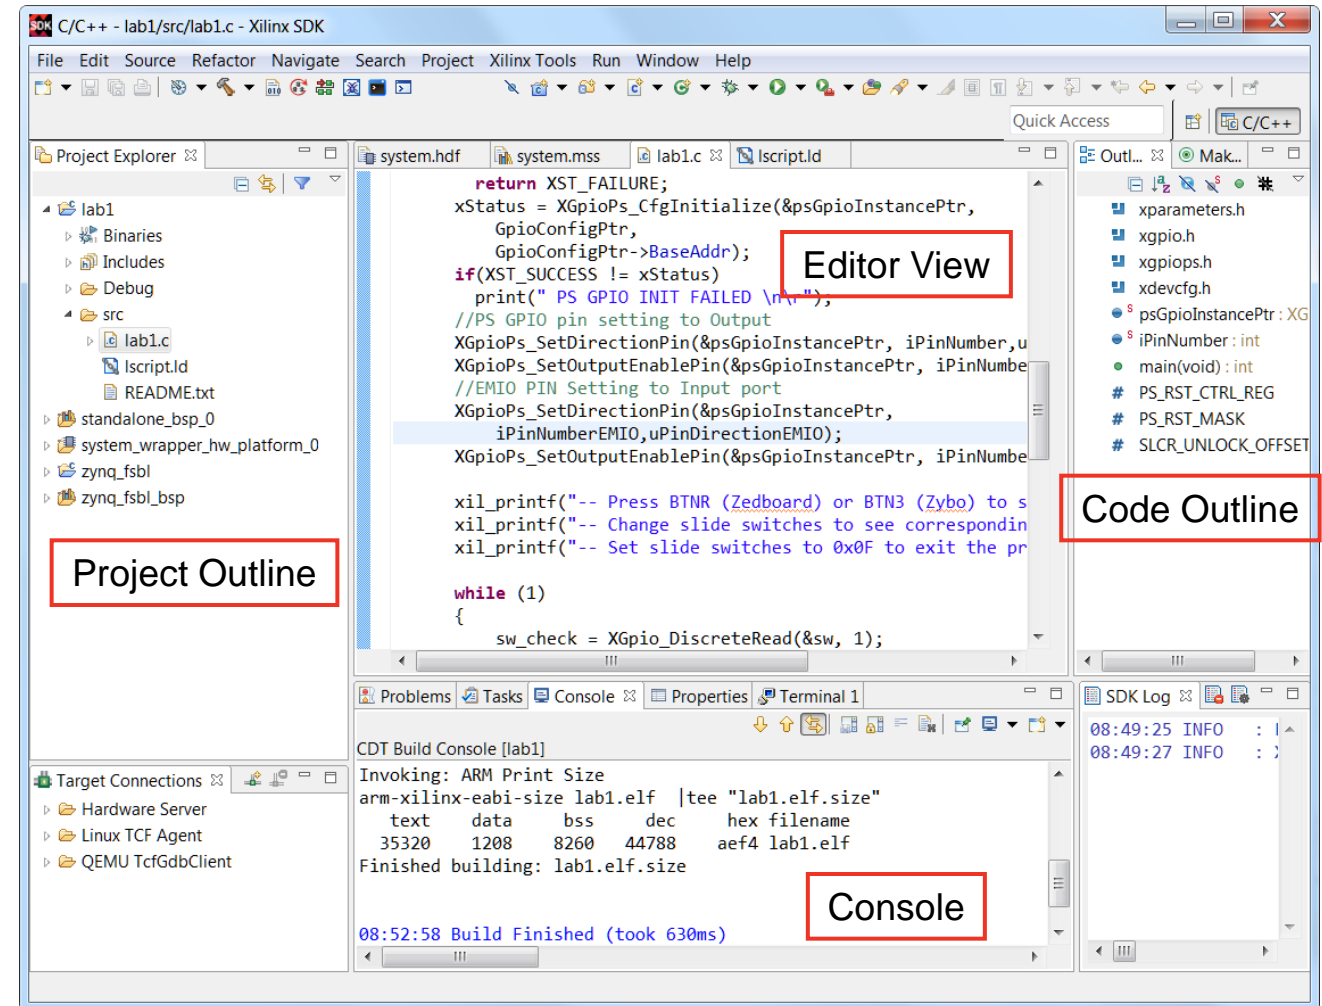 C/C++ - lab1/src/lab1.c - Xilinx SDK
File Edit Source Refactor Navigate Search Project Xilinx Tools Run Window Help
Quick Access
C/C++
Project Explorer
lab1
Binaries
Includes
Debug
src
lab1.c
lscript.ld
README.txt
standalone_bsp_0
system_wrapper_hw_platform_0
zynq_fsbl
zynq_fsbl_bsp
Project Outline
Target Connections
Hardware Server
Linux TCF Agent
QEMU TcfGdbClient
system.hdf system.mss lab1.c lscript.ld
return XST_FAILURE;
xStatus = XGpioPs_CfgInitialize(&psGpioInstancePtr,
GpioConfigPtr,
GpioConfigPtr->BaseAddr);
if(XST_SUCCESS != xStatus)
print(" PS GPIO INIT FAILED \n\r");
//PS GPIO pin setting to Output
XGpioPs_SetDirectionPin(&psGpioInstancePtr, iPinNumber,u
XGpioPs_SetOutputEnablePin(&psGpioInstancePtr, iPinNumbe
//EMIO PIN Setting to Input port
XGpioPs_SetDirectionPin(&psGpioInstancePtr,
iPinNumberEMIO,uPinDirectionEMIO);
XGpioPs_SetOutputEnablePin(&psGpioInstancePtr, iPinNumbe
xil_printf("-- Press BTNR (Zedboard) or BTN3 (Zybo) to s
xil_printf("-- Change slide switches to see correspondin
xil_printf("-- Set slide switches to 0x0F to exit the pr
while (1)
{
sw_check = XGpio_DiscreteRead(&sw, 1);
Editor View
Outl... Mak...
xparameters.h
xgpio.h
xgpiops.h
xdevcfg.h
psGpioInstancePtr : XG
iPinNumber : int
main(void) : int
PS_RST_CTRL_REG
PS_RST_MASK
SLCR_UNLOCK_OFFSET
Code Outline
Problems Tasks Console Properties Terminal 1
CDT Build Console [lab1]
Invoking: ARM Print Size
arm-xilinx-eabi-size lab1.elf |tee "lab1.elf.size"
text data bss dec hex filename
35320 1208 8260 44788 aef4 lab1.elf
Finished building: lab1.elf.size
08:52:58 Build Finished (took 630ms)
Console
SDK Log
08:49:25 INFO :
08:49:27 INFO :